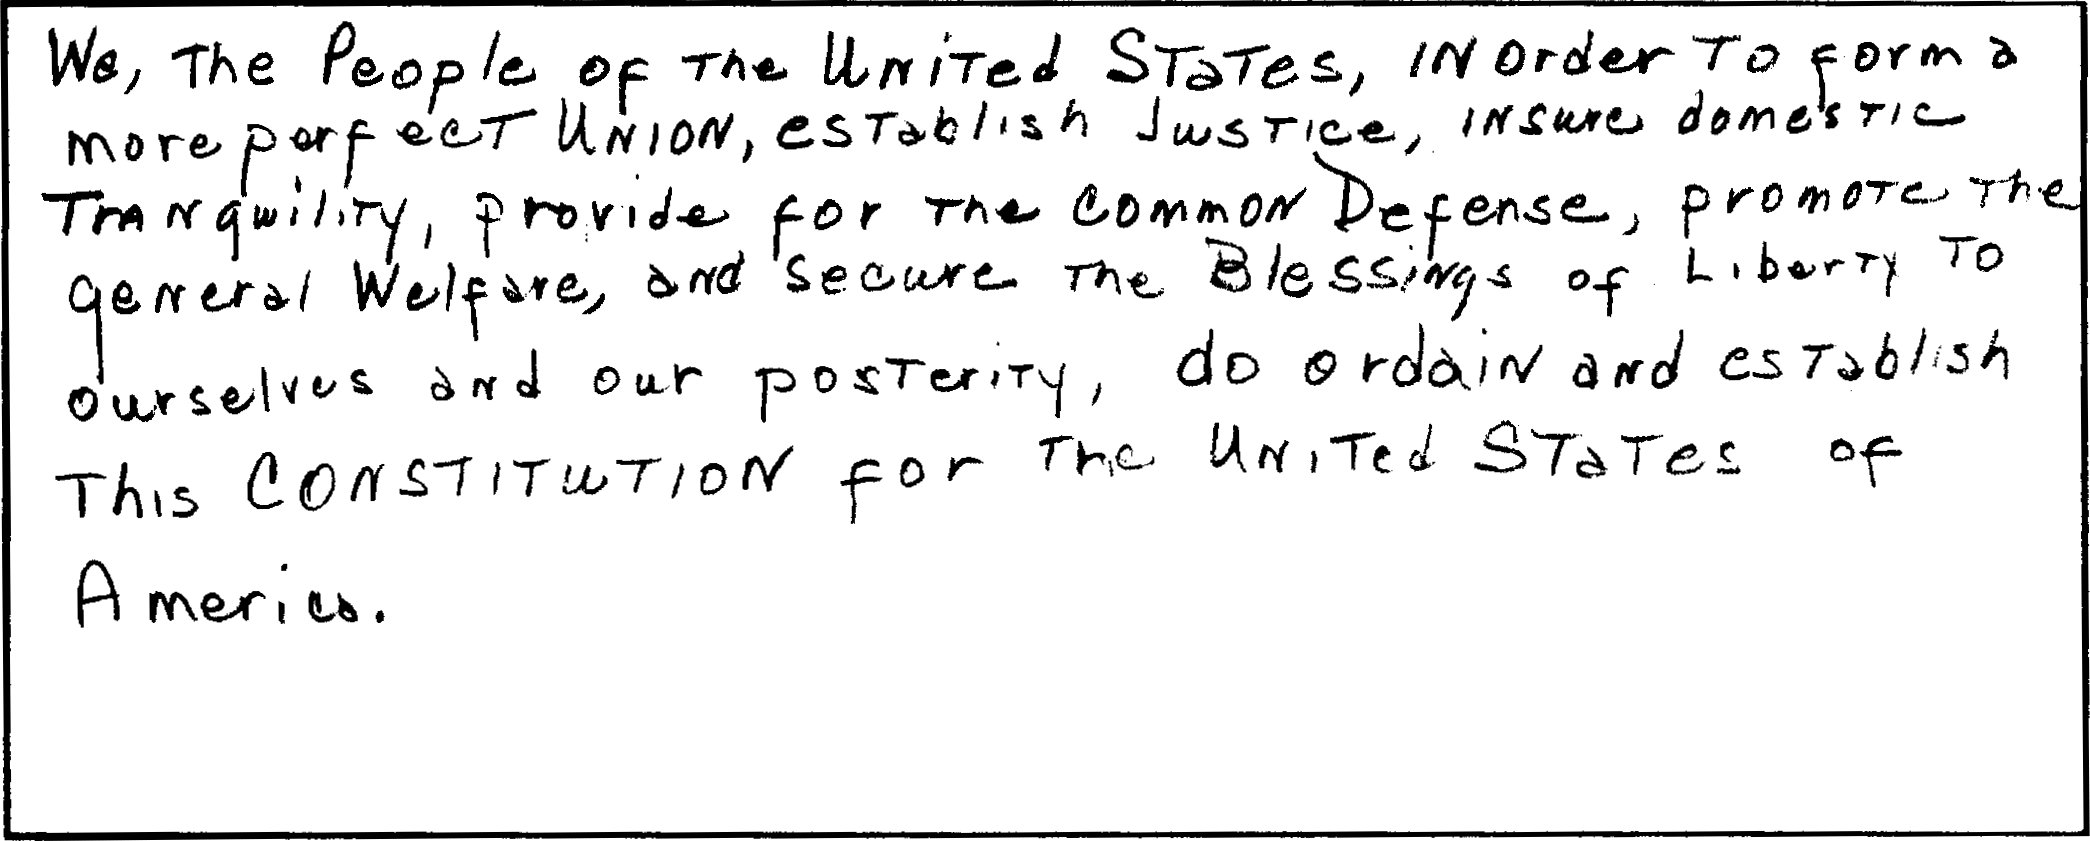 We, The People of The United States, IN order To form a
more perfect UNION, establish Justice, insure domestic
Tranquility, provide for The common Defense, promote The
general Welfare, and secure The Blessings of Liberty To
ourselves and our posterity, do ordain and establish
This CONSTITUTION for The United States of
America.